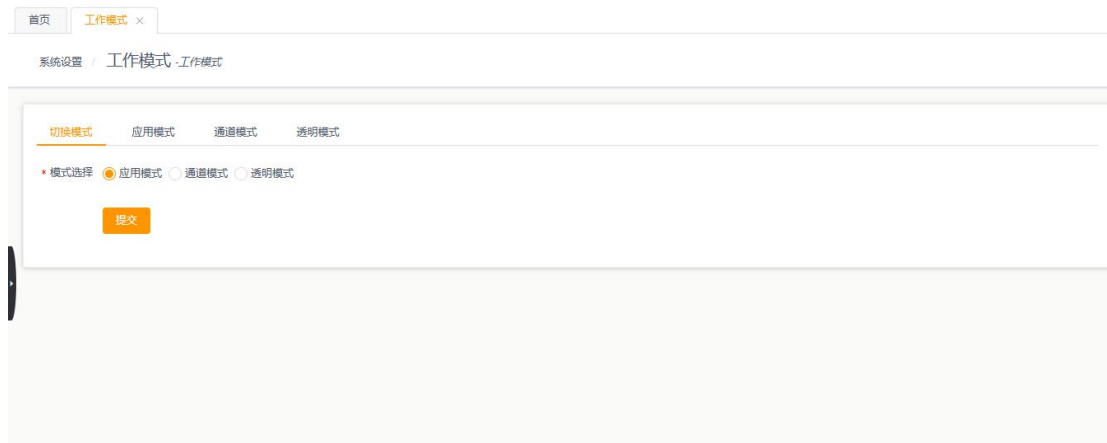 首页 工作模式 ×
系统设置 / 工作模式 -工作模式
切换模式 应用模式 通道模式 透明模式
* 模式选择 应用模式 通道模式 透明模式
提交